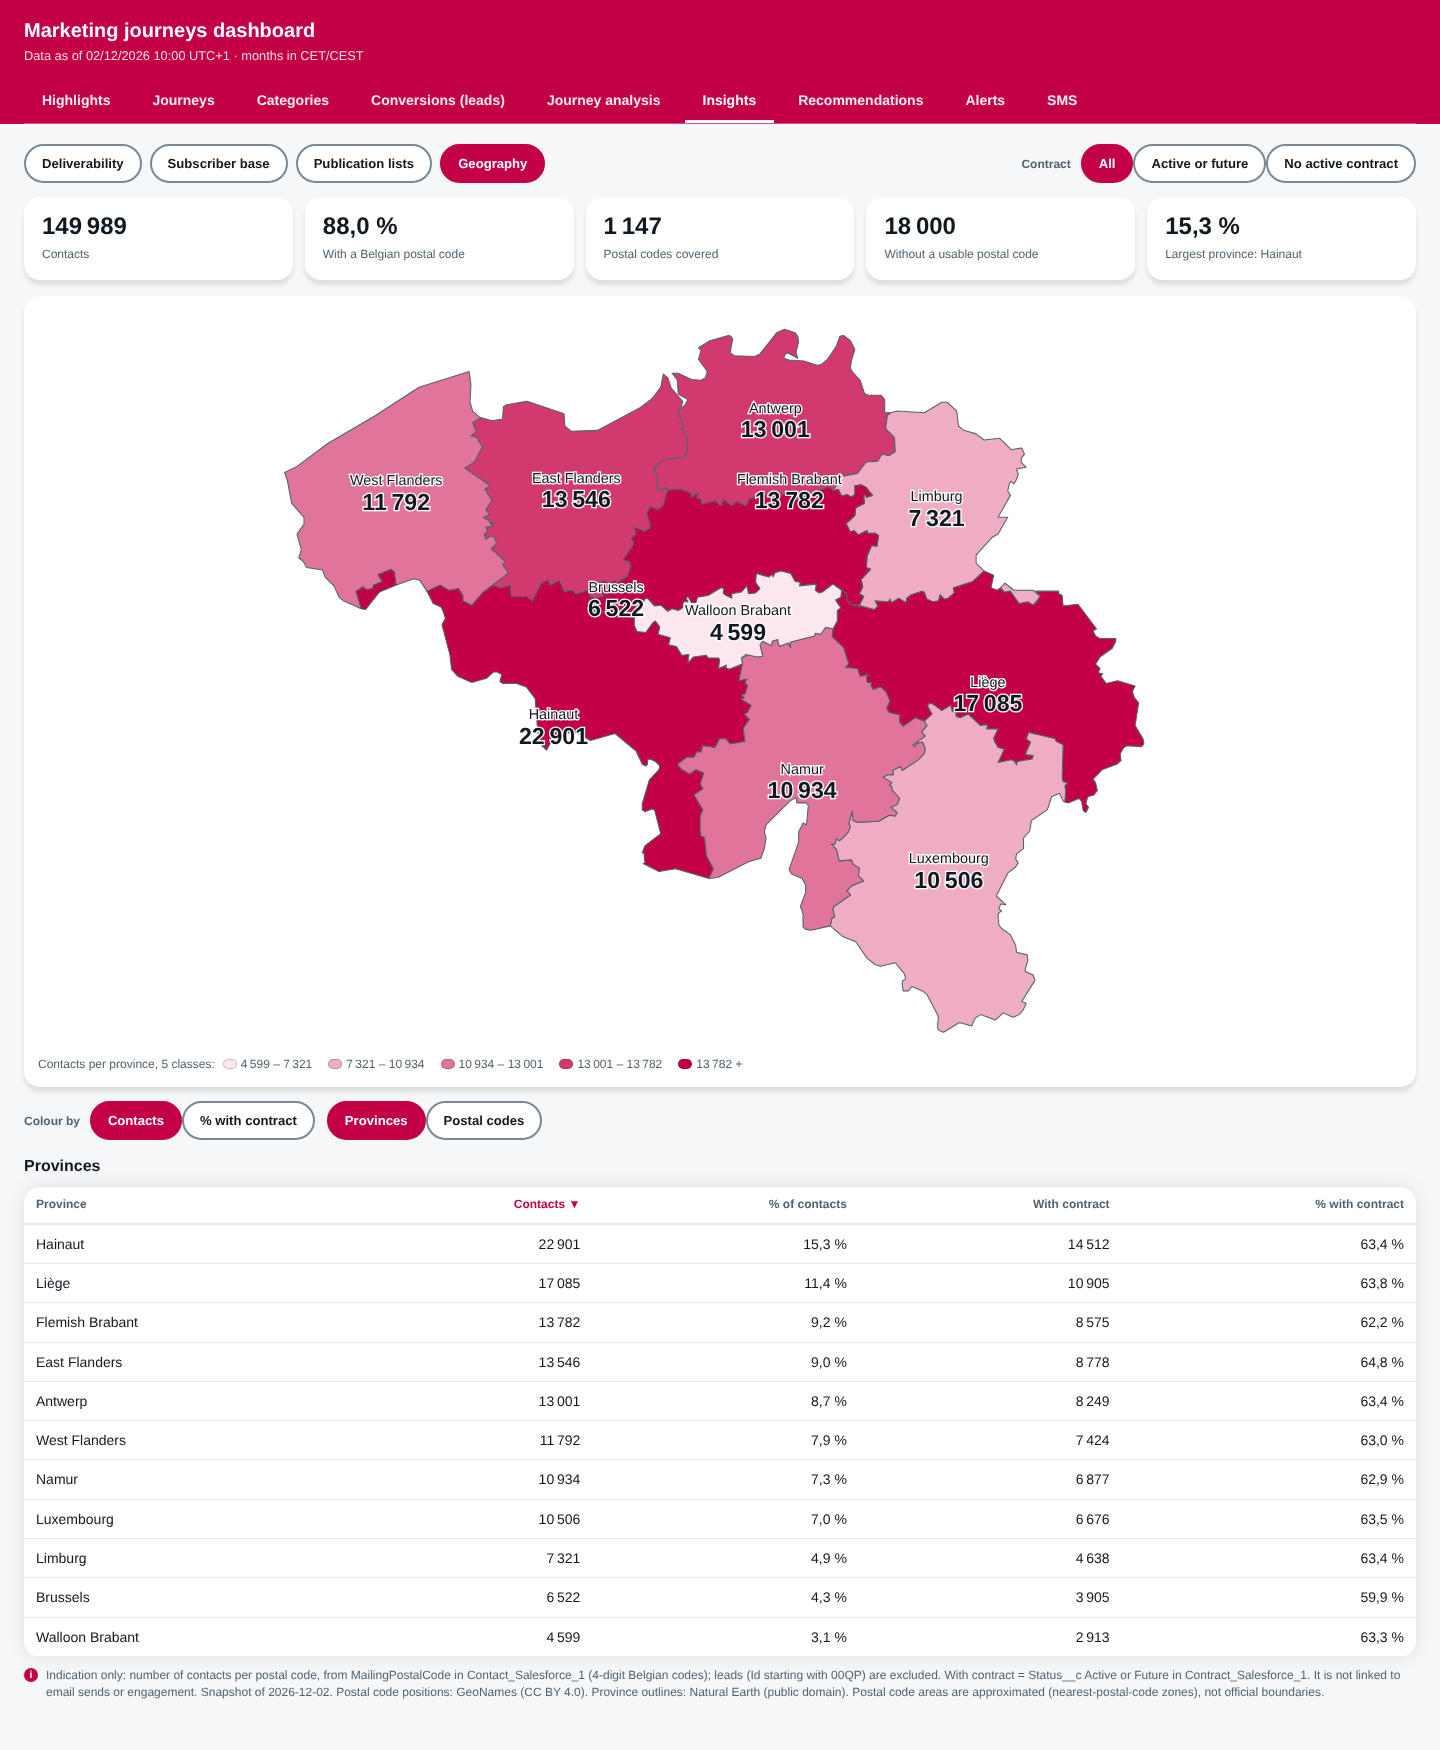 Marketing journeys dashboard
Data as of 02/12/2026 10:00 UTC+1 · months in CET/CEST
Highlights Journeys Categories Conversions (leads) Journey analysis Insights Recommendations Alerts SMS
Deliverability Subscriber base Publication lists Geography Contract All Active or future No active contract
149 989 88,0 % 1 147 18 000 15,3 %
Contacts With a Belgian postal code Postal codes covered Without a usable postal code Largest province: Hainaut
Antwerp
13 001
West Flanders
11 792
East Flanders
13 546
Flemish Brabant
13 782
Limburg
7 321
Brussels
6 522
Walloon Brabant
4 599
Liège
17 085
Hainaut
22 901
Namur
10 934
Luxembourg
10 506
Contacts per province, 5 classes: 4 599 – 7 321 7 321 – 10 934 10 934 – 13 001 13 001 – 13 782 13 782 +
Colour by Contacts % with contract Provinces Postal codes
Provinces
Province Contacts ▼ % of contacts With contract % with contract
Hainaut 22 901 15,3 % 14 512 63,4 %
Liège 17 085 11,4 % 10 905 63,8 %
Flemish Brabant 13 782 9,2 % 8 575 62,2 %
East Flanders 13 546 9,0 % 8 778 64,8 %
Antwerp 13 001 8,7 % 8 249 63,4 %
West Flanders 11 792 7,9 % 7 424 63,0 %
Namur 10 934 7,3 % 6 877 62,9 %
Luxembourg 10 506 7,0 % 6 676 63,5 %
Limburg 7 321 4,9 % 4 638 63,4 %
Brussels 6 522 4,3 % 3 905 59,9 %
Walloon Brabant 4 599 3,1 % 2 913 63,3 %
i Indication only: number of contacts per postal code, from MailingPostalCode in Contact_Salesforce_1 (4-digit Belgian codes); leads (Id starting with 00QP) are excluded. With contract = Status__c Active or Future in Contract_Salesforce_1. It is not linked to
email sends or engagement. Snapshot of 2026-12-02. Postal code positions: GeoNames (CC BY 4.0). Province outlines: Natural Earth (public domain). Postal code areas are approximated (nearest-postal-code zones), not official boundaries.